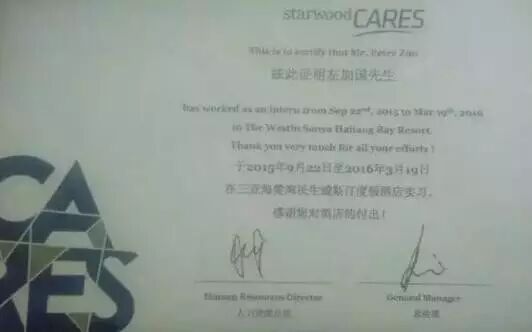 starwood CARES
This is to certify that Mr. Peter Zuo
兹此证明左加国先生
has worked as an intern from Sep 22nd, 2015 to Mar 19th, 2016
in The Westin Sanya Haitang Bay Resort.
Thank you very much for all your efforts !
于2015年9月22日至2016年3月19日
在三亚海棠湾 度假酒店实习。
感谢您对酒店的付出!
CA
RES
Human Resources Director
General Manager
人力资源总监
总经理